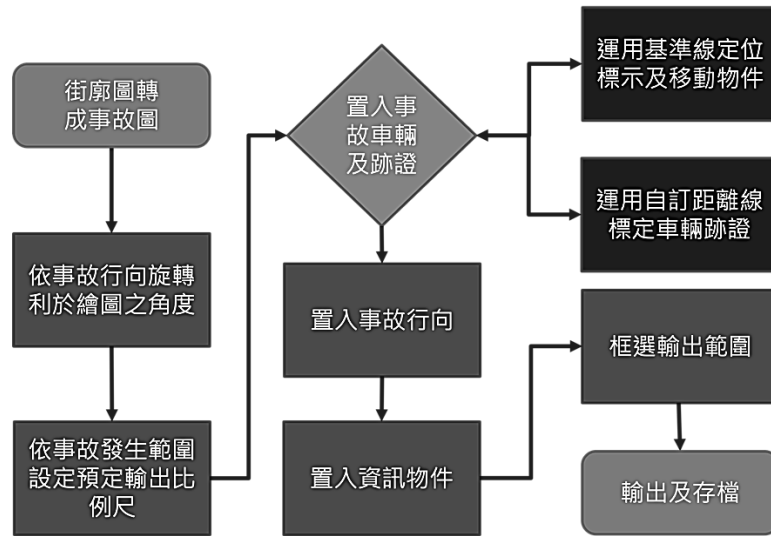 街廓圖轉
成事故圖
依事故行向旋转
利於繪圖之角度
依事故發生範圍
設定預定輸出比
例尺
置入事
故車輛
及跡證
運用基準線定位
標示及移動物件
運用自訂距離線
標定車輛跡證
置入事故行向
置入資訊物件
框選輸出範圍
輸出及存檔